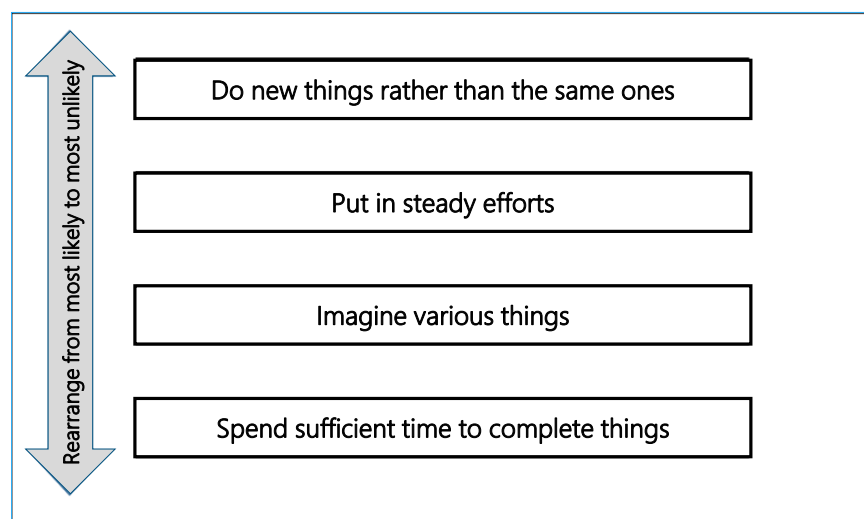 Rearrange from most likely to most unlikely
Do new things rather than the same ones
Put in steady efforts
Imagine various things
Spend sufficient time to complete things